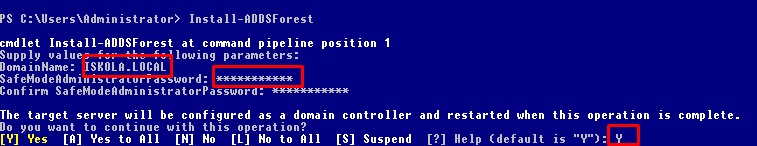 PS C:\Users\Administrator> Install-ADDSForest
cmdlet Install-ADDSForest at command pipeline position 1
Supply values for the following parameters:
DomainName: ISKOLA.LOCAL
SafeModeAdministratorPassword: ***********
Confirm SafeModeAdministratorPassword: ***********
The target server will be configured as a domain controller and restarted when this operation is complete.
Do you want to continue with this operation?
[Y] Yes  [A] Yes to All  [N] No  [L] No to All  [S] Suspend  [?] Help (default is "Y"): Y